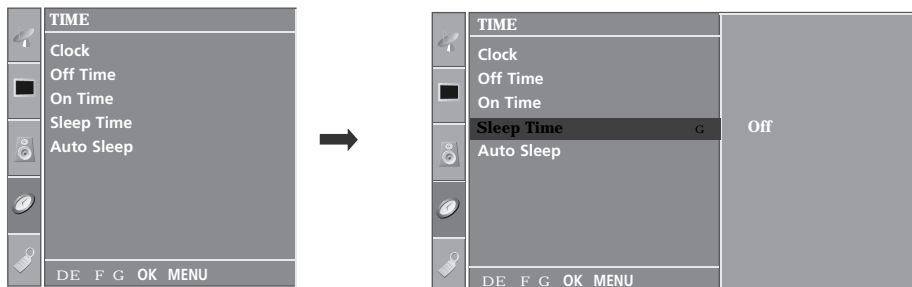 TIME
Clock
Off Time
On Time
Sleep Time
Auto Sleep
DE F G OK MENU
TIME
Clock
Off Time
On Time
Sleep Time G Off
Auto Sleep
DE F G OK MENU